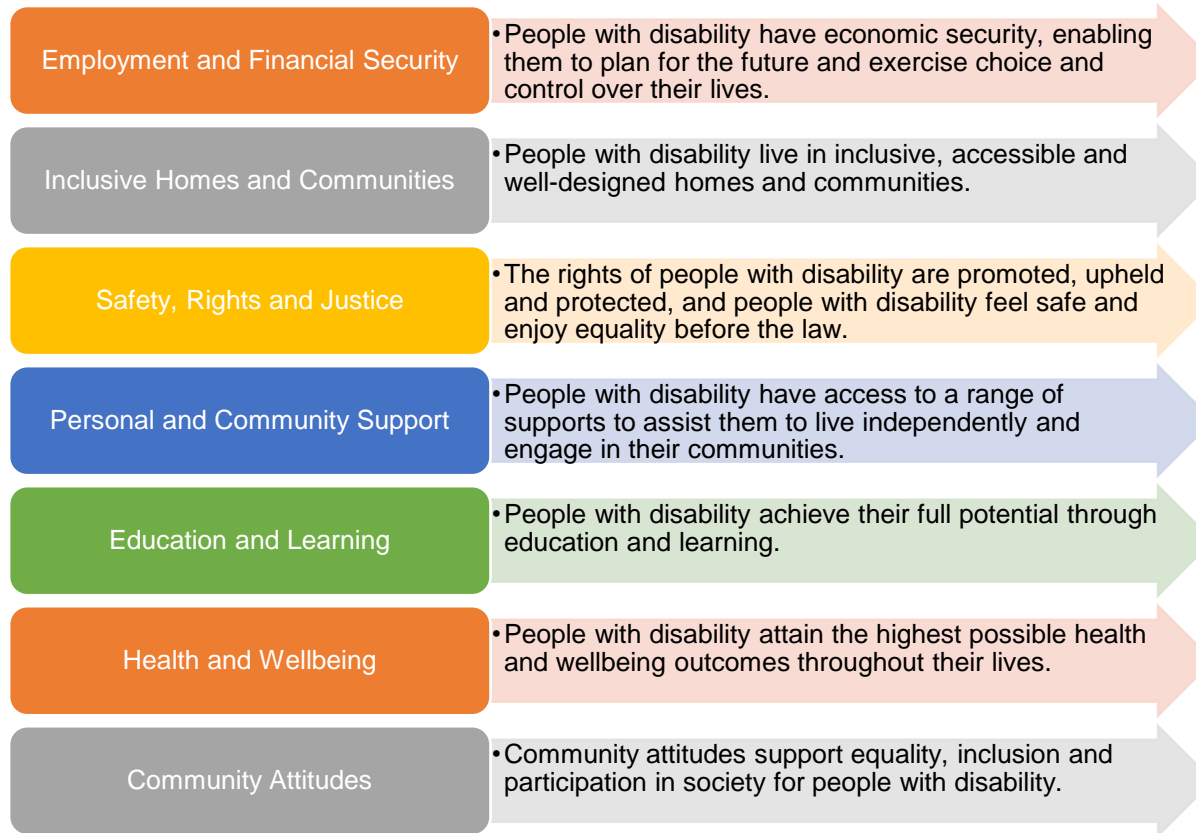 Employment and Financial Security
•People with disability have economic security, enabling
them to plan for the future and exercise choice and
control over their lives.
Inclusive Homes and Communities
•People with disability live in inclusive, accessible and
well-designed homes and communities.
Safety, Rights and Justice
•The rights of people with disability are promoted, upheld
and protected, and people with disability feel safe and
enjoy equality before the law.
Personal and Community Support
•People with disability have access to a range of
supports to assist them to live independently and
engage in their communities.
Education and Learning
•People with disability achieve their full potential through
education and learning.
Health and Wellbeing
•People with disability attain the highest possible health
and wellbeing outcomes throughout their lives.
Community Attitudes
•Community attitudes support equality, inclusion and
participation in society for people with disability.